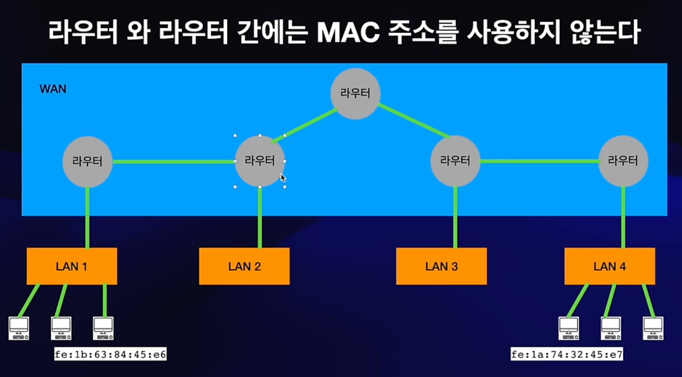 라우터 와 라우터 간에는 MAC 주소를 사용하지 않는다
WAN
라우터
라우터
라우터
라우터
라우터
LAN 1
LAN 2
LAN 3
LAN 4
fe:1b:63:84:45:e6
fe:1a:74:32:45:e7